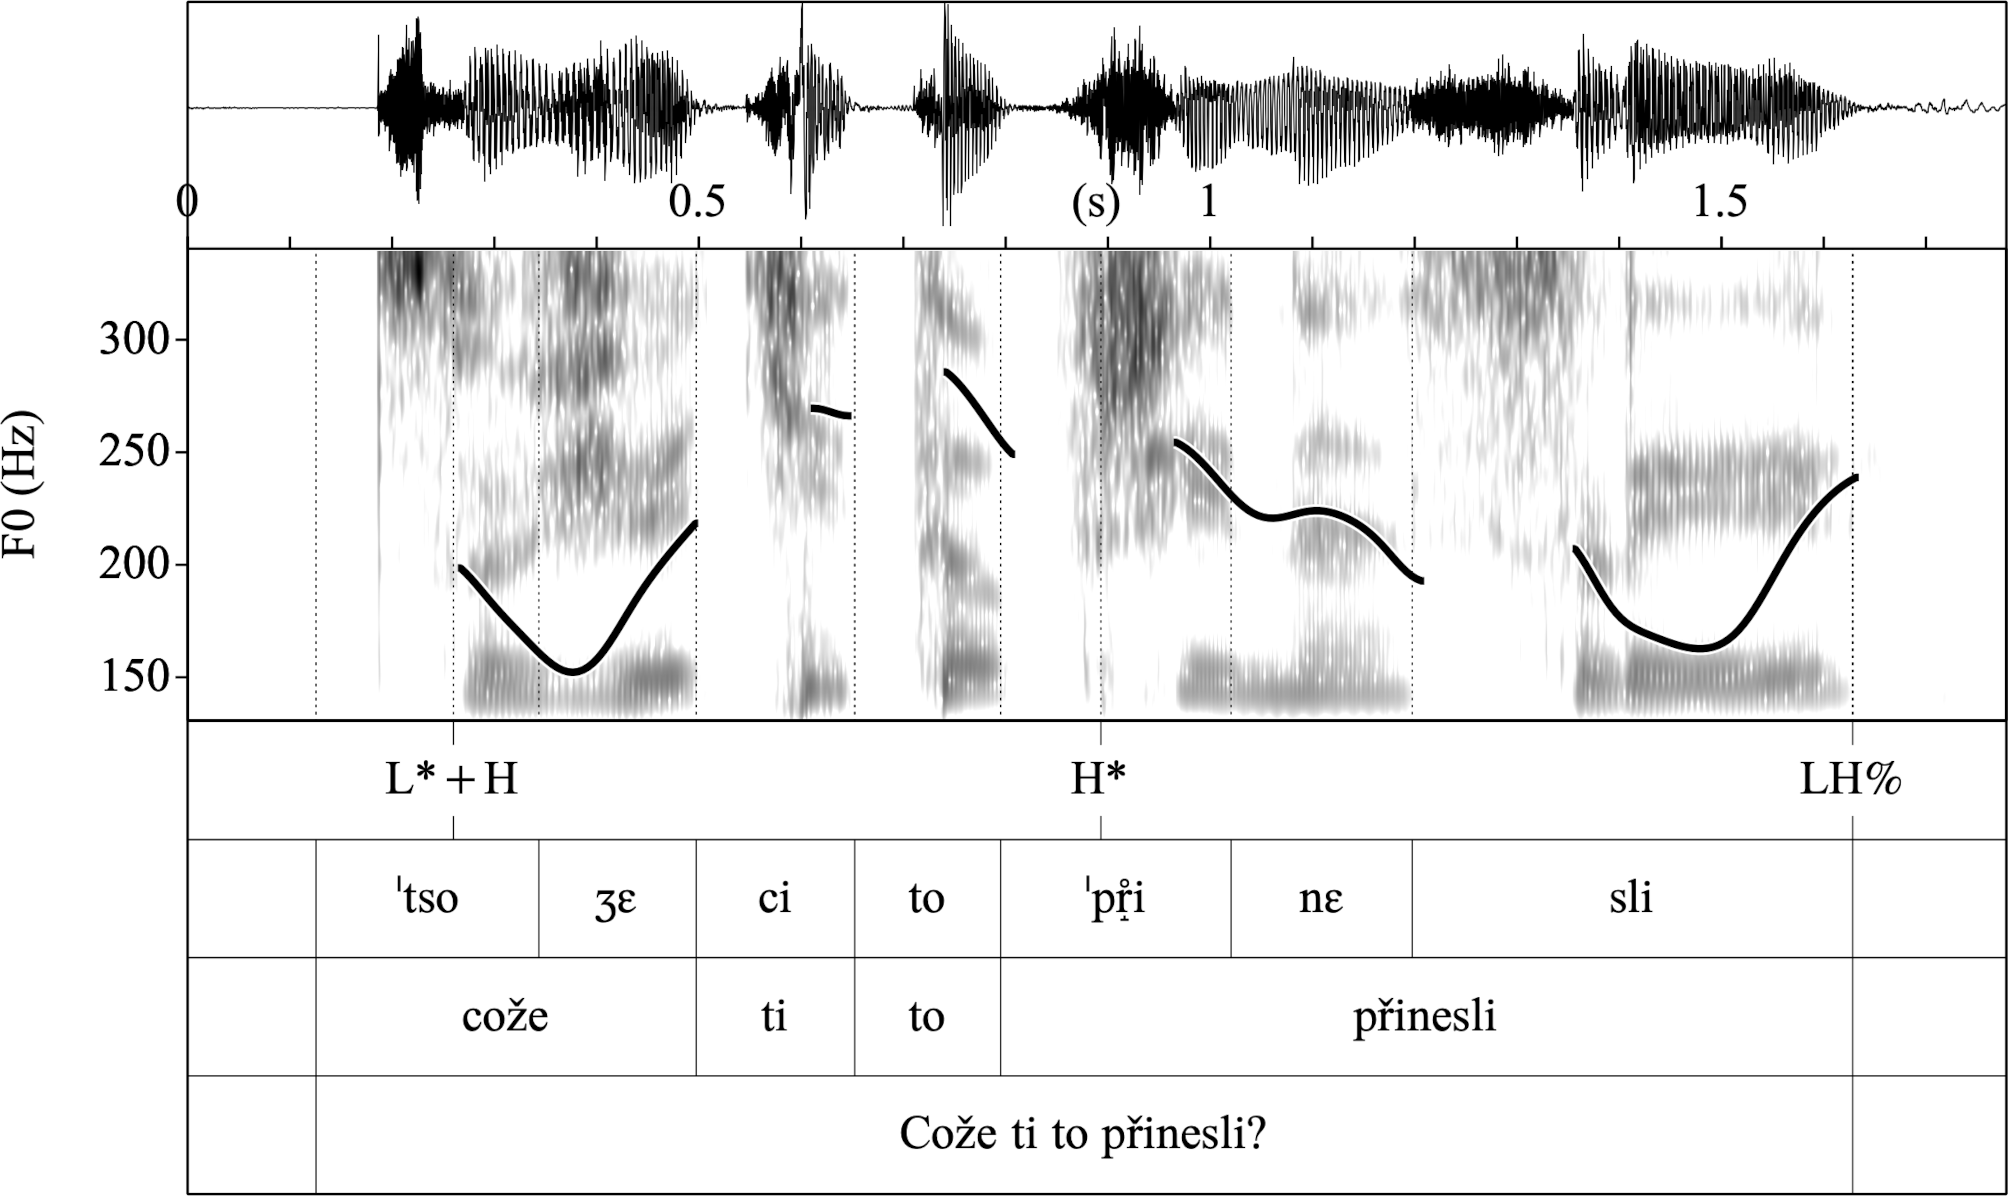 0 0.5 (s) 1 1.5
300
250
200
150
F0 (Hz)
L*+H H* LH%
ˈtso ʒɛ ci to ˈpr̝̊i nɛ sli
cože ti to přinesli
Cože ti to přinesli?